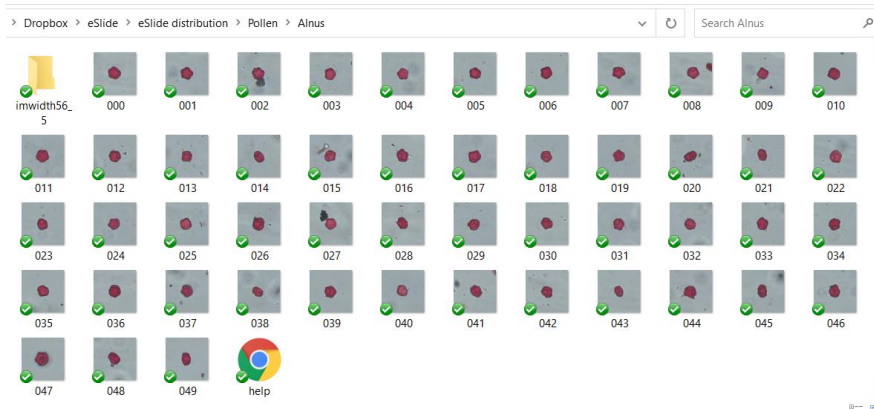 > Dropbox > eSlide > eSlide distribution > Pollen > Alnus
Search Alnus
imwidth56_
5
000 001 002 003 004 005 006 007 008 009 010
011 012 013 014 015 016 017 018 019 020 021 022
023 024 025 026 027 028 029 030 031 032 033 034
035 036 037 038 039 040 041 042 043 044 045 046
047 048 049 help